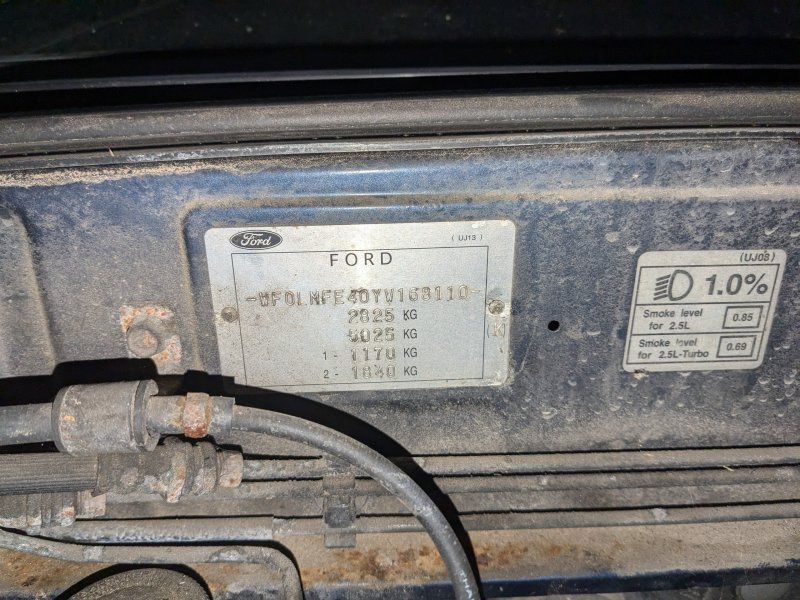 Ford
(UJ13)
FORD
-WF0LMFE40YW168110-
2825 KG
5025 KG
1 - 1170 KG
2 - 1840 KG
(UJ08)
1.0%
Smoke level
for 2.5L
0.85
Smoke level
for 2.5L-Turbo
0.69